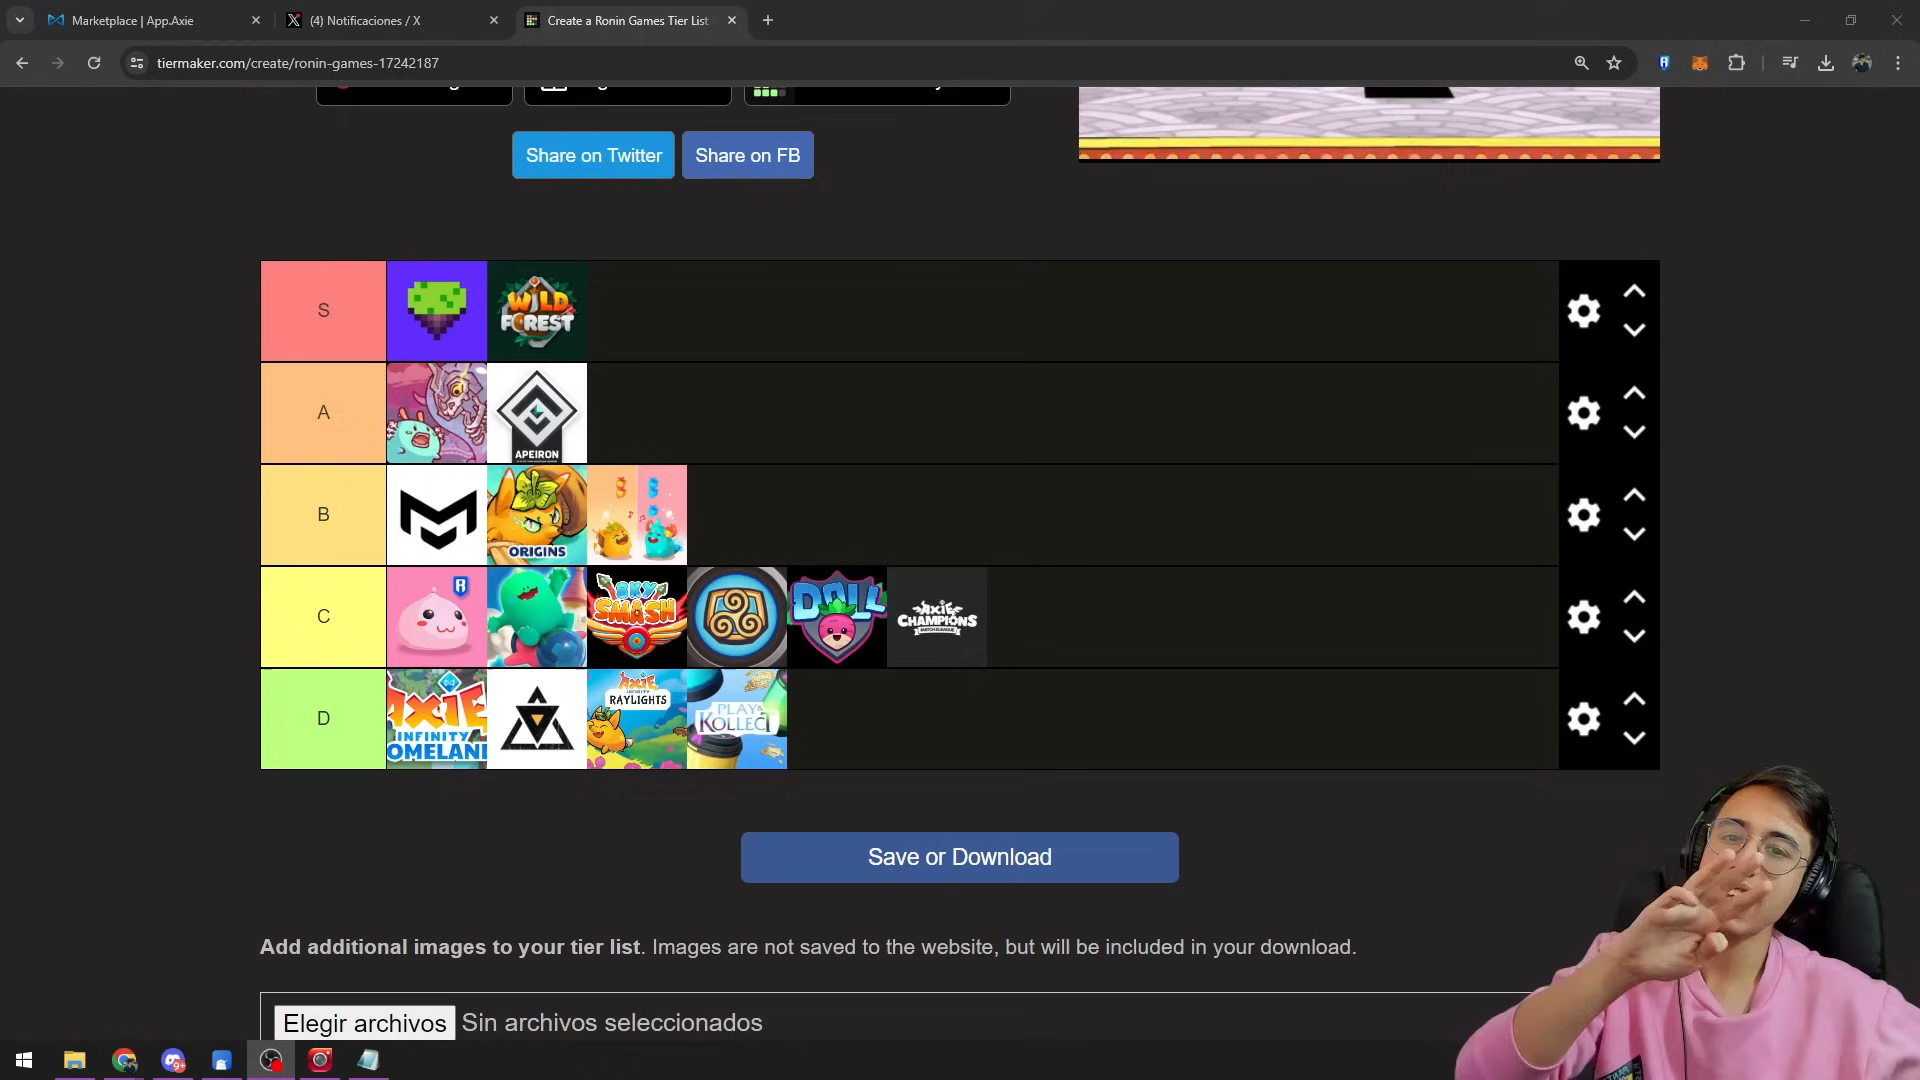 Marketplace | App.Axie
(4) Notificaciones / X
Create a Ronin Games Tier List
tiermaker.com/create/ronin-games-17242187
Share on Twitter
Share on FB
S
WILD FOREST
A
APEIRON
B
ORIGINS
C
R
SKY SMASH
DOLL
AXIE CHAMPIONS
D
AXIE INFINITY
OMELAN
AXIE INFINITY RAYLIGHTS
PLAY & KOLLECT
Save or Download
Add additional images to your tier list. Images are not saved to the website, but will be included in your download.
Elegir archivos Sin archivos seleccionados
9+